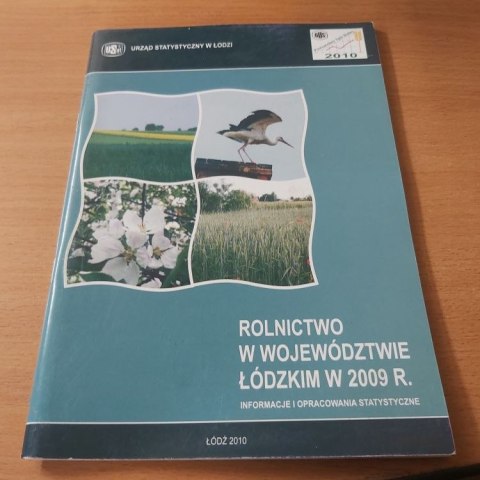 URZĄD STATYSTYCZNY W ŁODZI
2010
ROLNICTWO
W WOJEWÓDZTWIE
ŁÓDZKIM W 2009 R.
INFORMACJE I OPRACOWANIA STATYSTYCZNE
ŁÓDŹ 2010